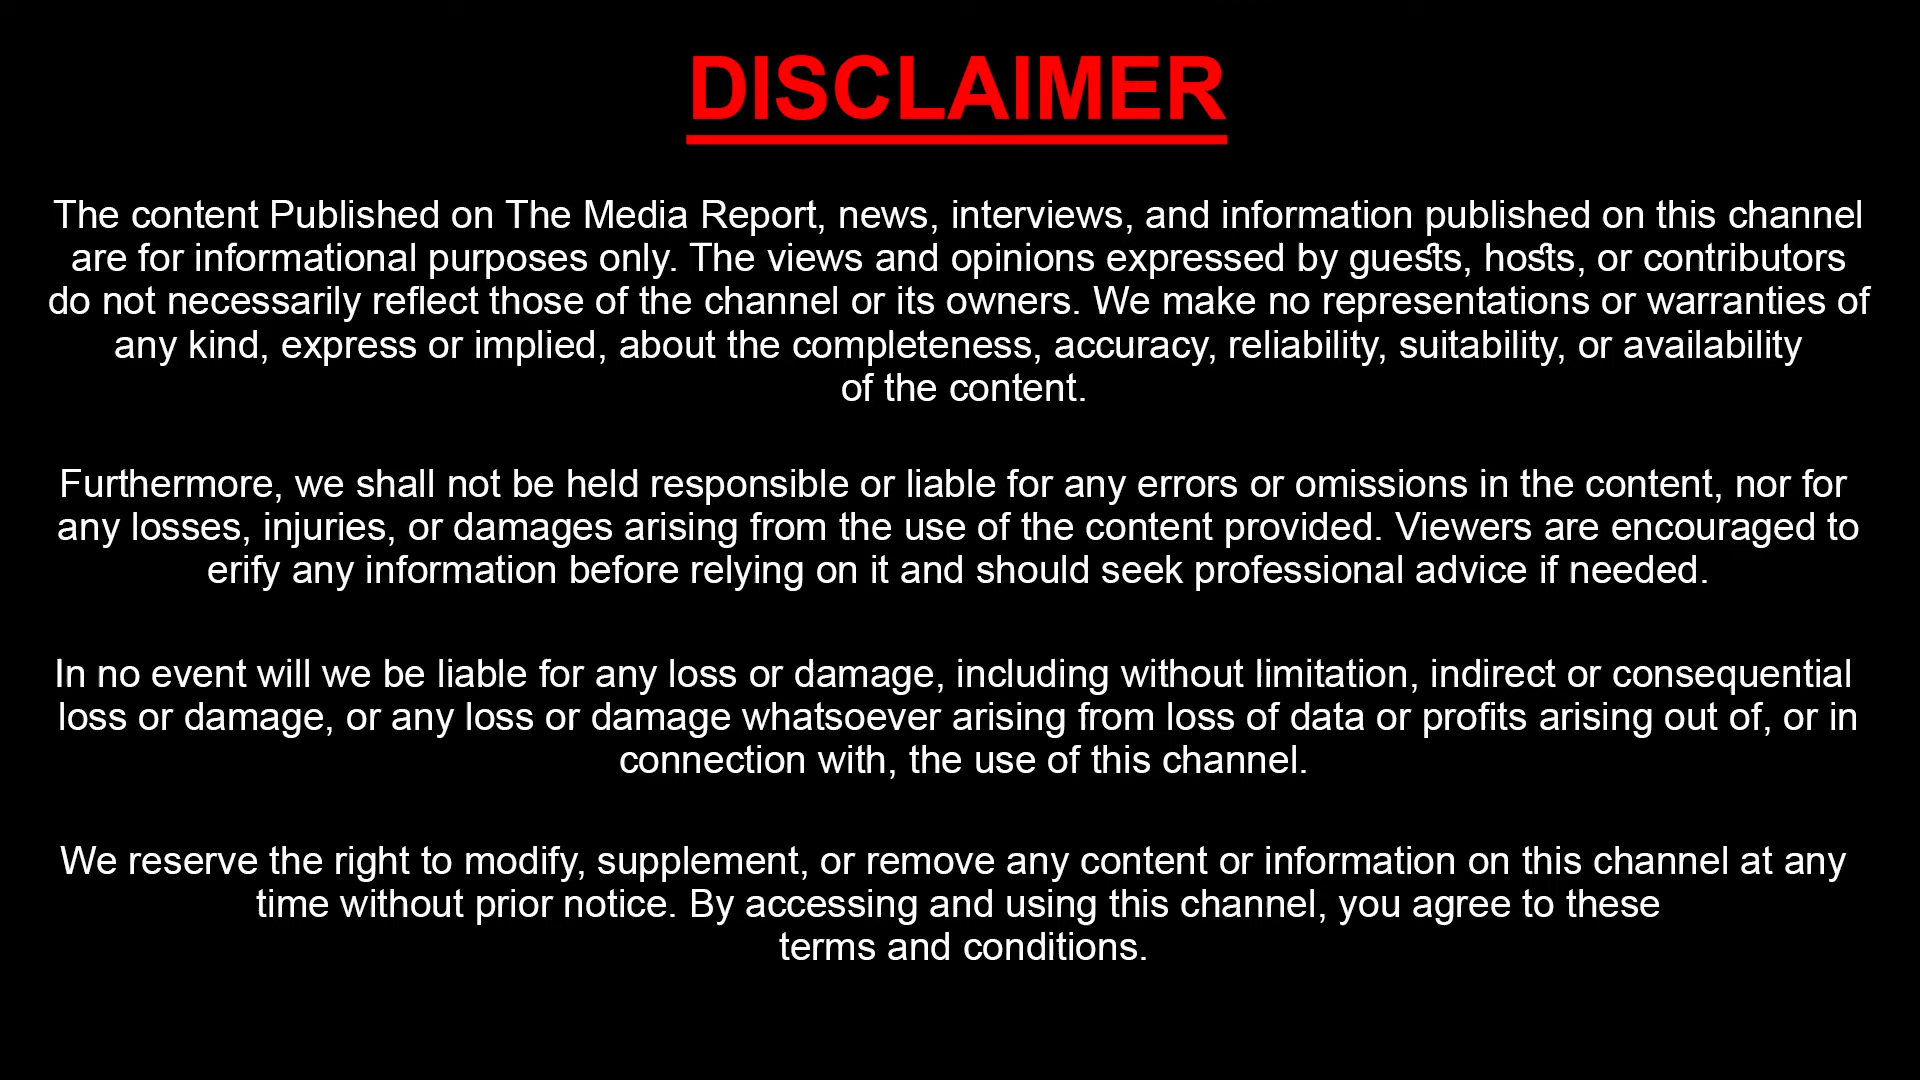 DISCLAIMER
The content Published on The Media Report, news, interviews, and information published on this channel
are for informational purposes only. The views and opinions expressed by guests, hosts, or contributors
do not necessarily reflect those of the channel or its owners. We make no representations or warranties of
any kind, express or implied, about the completeness, accuracy, reliability, suitability, or availability
of the content.
Furthermore, we shall not be held responsible or liable for any errors or omissions in the content, nor for
any losses, injuries, or damages arising from the use of the content provided. Viewers are encouraged to
erify any information before relying on it and should seek professional advice if needed.
In no event will we be liable for any loss or damage, including without limitation, indirect or consequential
loss or damage, or any loss or damage whatsoever arising from loss of data or profits arising out of, or in
connection with, the use of this channel.
We reserve the right to modify, supplement, or remove any content or information on this channel at any
time without prior notice. By accessing and using this channel, you agree to these
terms and conditions.